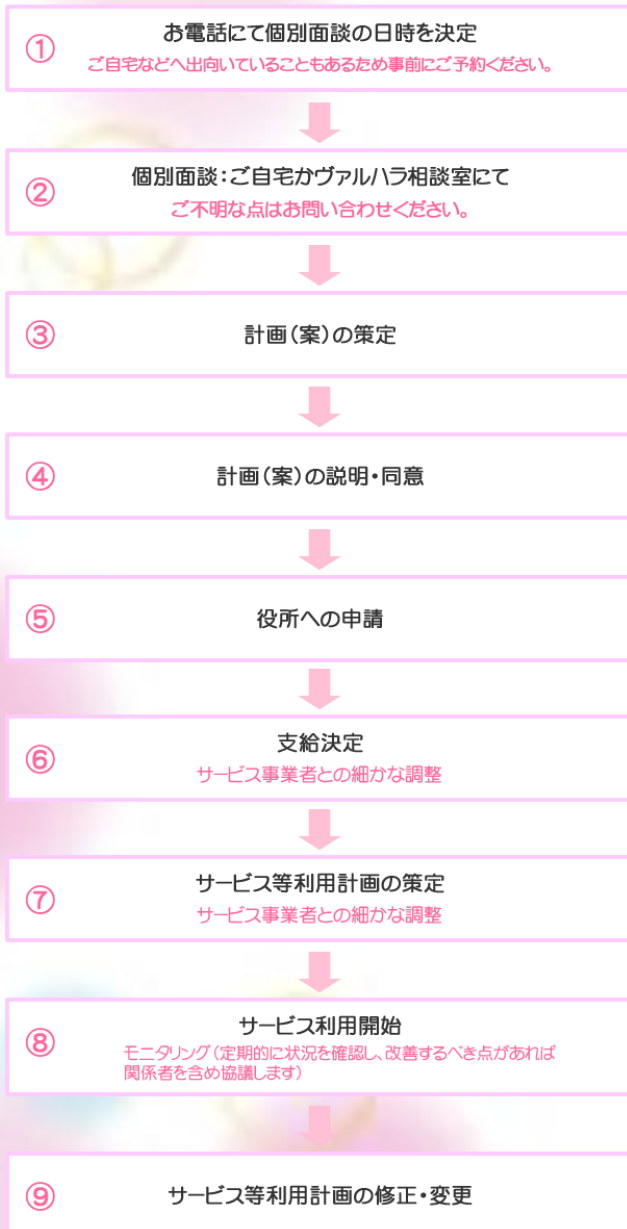 ①
お電話にて個別面談の日時を決定
ご自宅などへ出向いていることもあるため事前にご予約ください。
②
個別面談：ご自宅かヴァルハラ相談室にて
ご不明な点はお問い合わせください。
③
計画（案）の策定
④
計画（案）の説明・同意
⑤
役所への申請
⑥
支給決定
サービス事業者との細かな調整
⑦
サービス等利用計画の策定
サービス事業者との細かな調整
⑧
サービス利用開始
モニタリング（定期的に状況を確認し、改善するべき点があれば
関係者を含め協議します）
⑨
サービス等利用計画の修正・変更